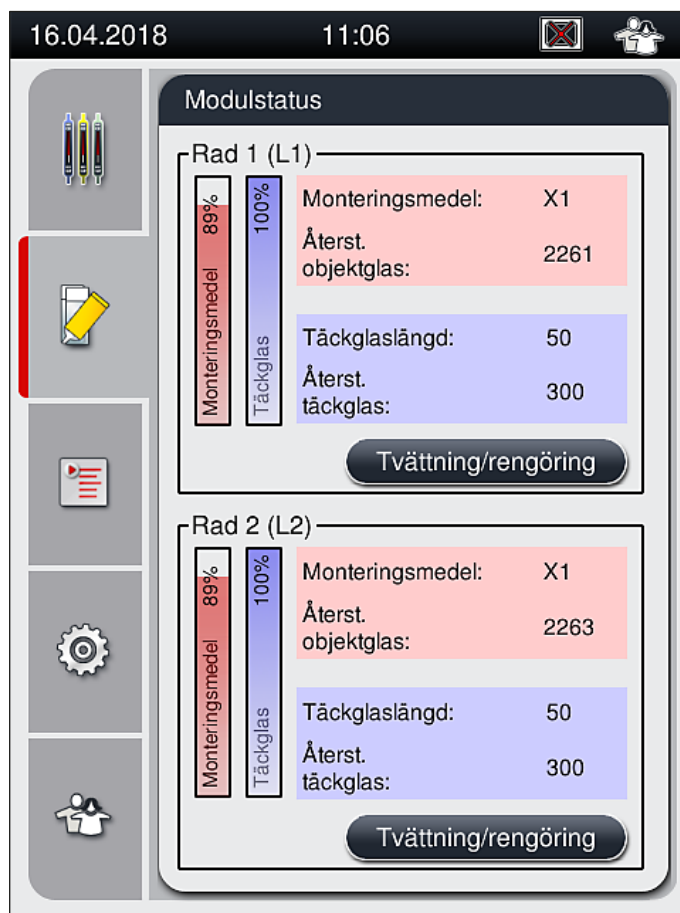 16.04.2018 11:06
Modulstatus
Rad 1 (L1)
Monteringsmedel 89%
Täckglas 100%
Monteringsmedel: X1
Återst.
objektglas: 2261
Täckglaslängd: 50
Återst.
täckglas: 300
Tvättning/rengöring
Rad 2 (L2)
Monteringsmedel 89%
Täckglas 100%
Monteringsmedel: X1
Återst.
objektglas: 2263
Täckglaslängd: 50
Återst.
täckglas: 300
Tvättning/rengöring